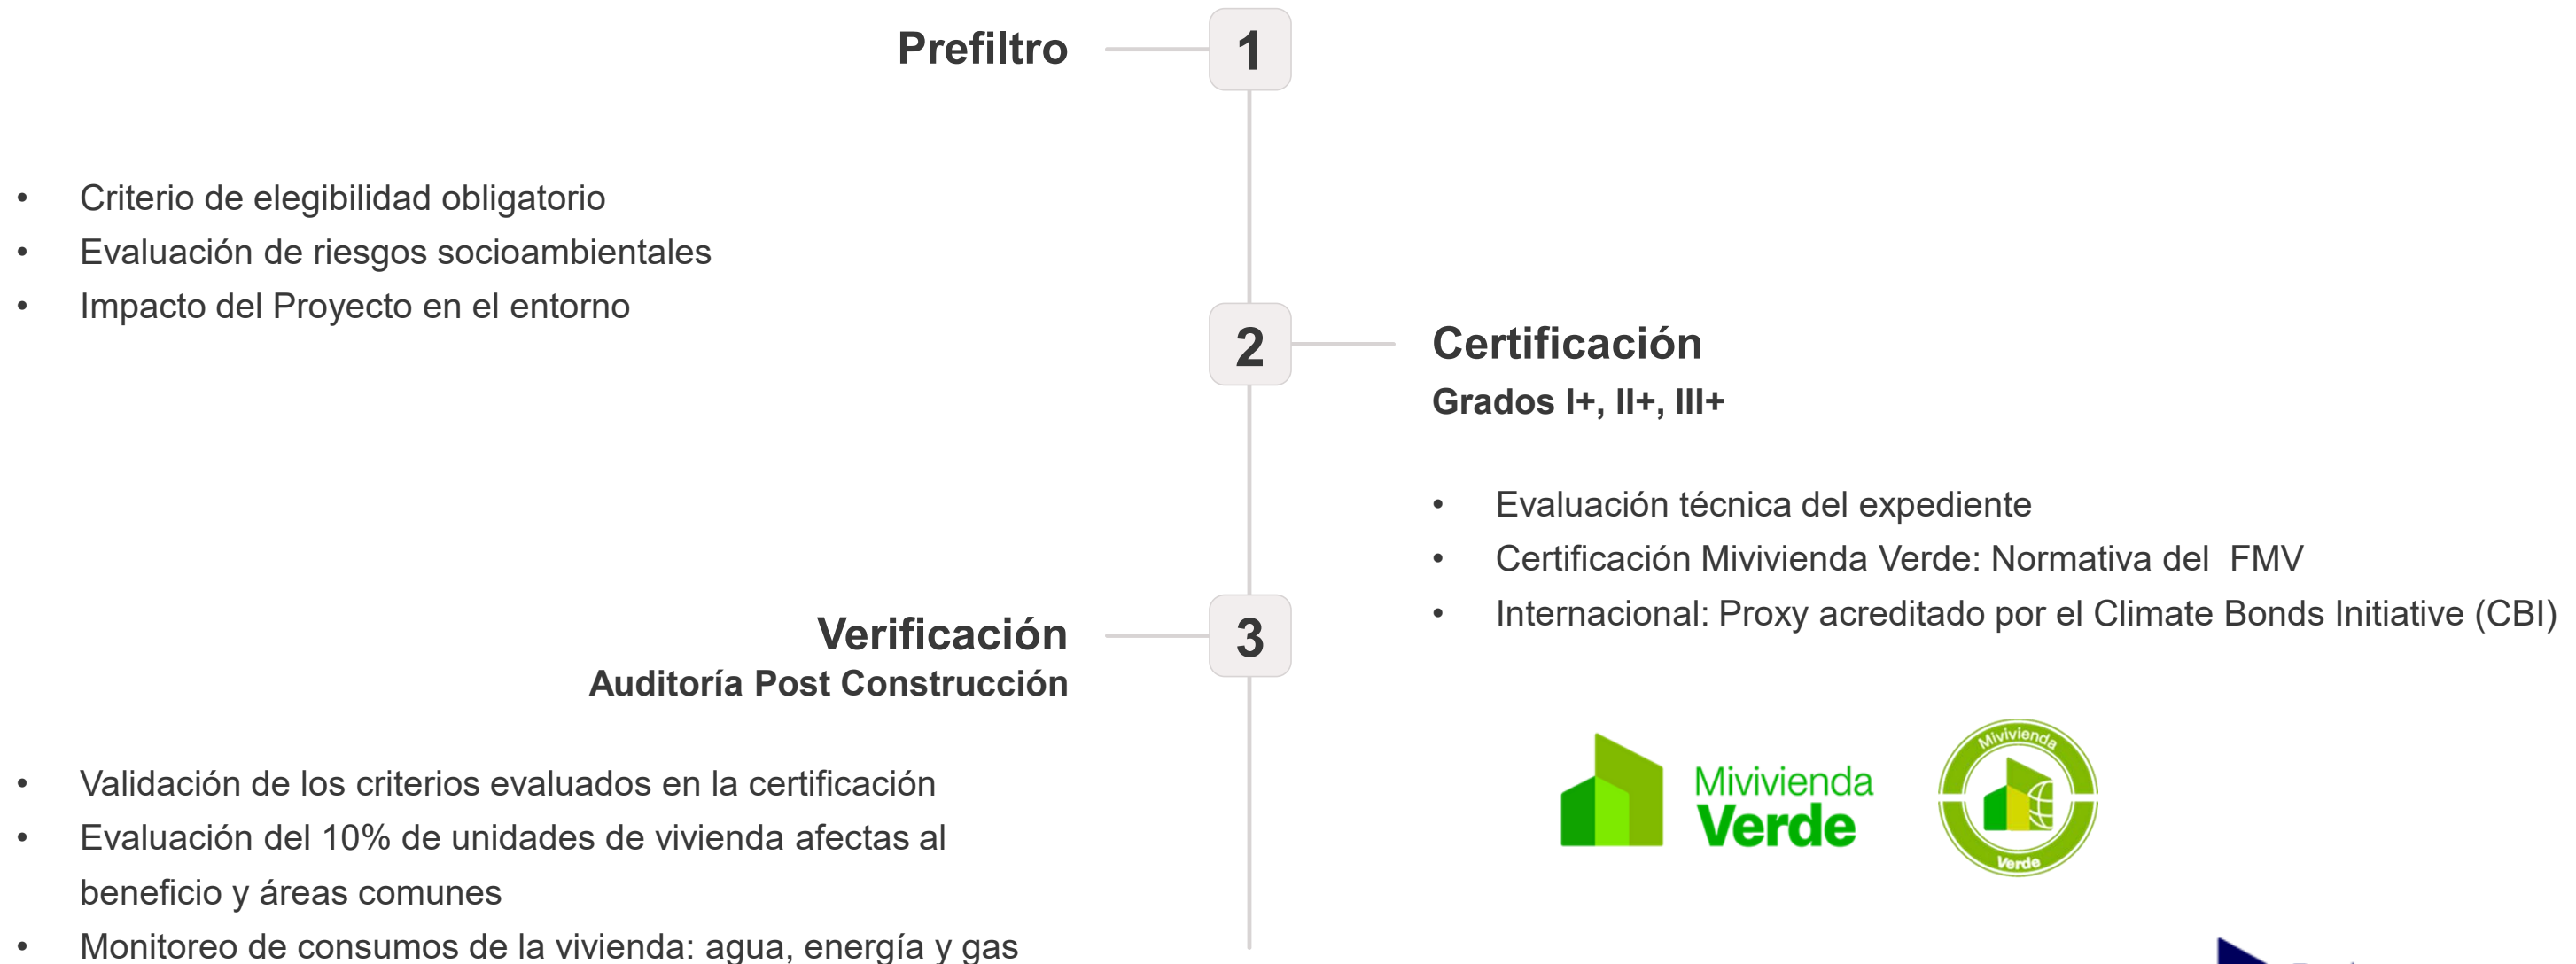 Prefiltro
1
• Criterio de elegibilidad obligatorio
• Evaluación de riesgos socioambientales
• Impacto del Proyecto en el entorno
2
Certificación
Grados I+, II+, III+
• Evaluación técnica del expediente
• Certificación Mivivienda Verde: Normativa del  FMV
• Internacional: Proxy acreditado por el Climate Bonds Initiative (CBI)
Verificación
3
Auditoría Post Construcción
• Validación de los criterios evaluados en la certificación
• Evaluación del 10% de unidades de vivienda afectas al
beneficio y áreas comunes
• Monitoreo de consumos de la vivienda: agua, energía y gas
Mivivienda
Verde
Mivivienda
Verde